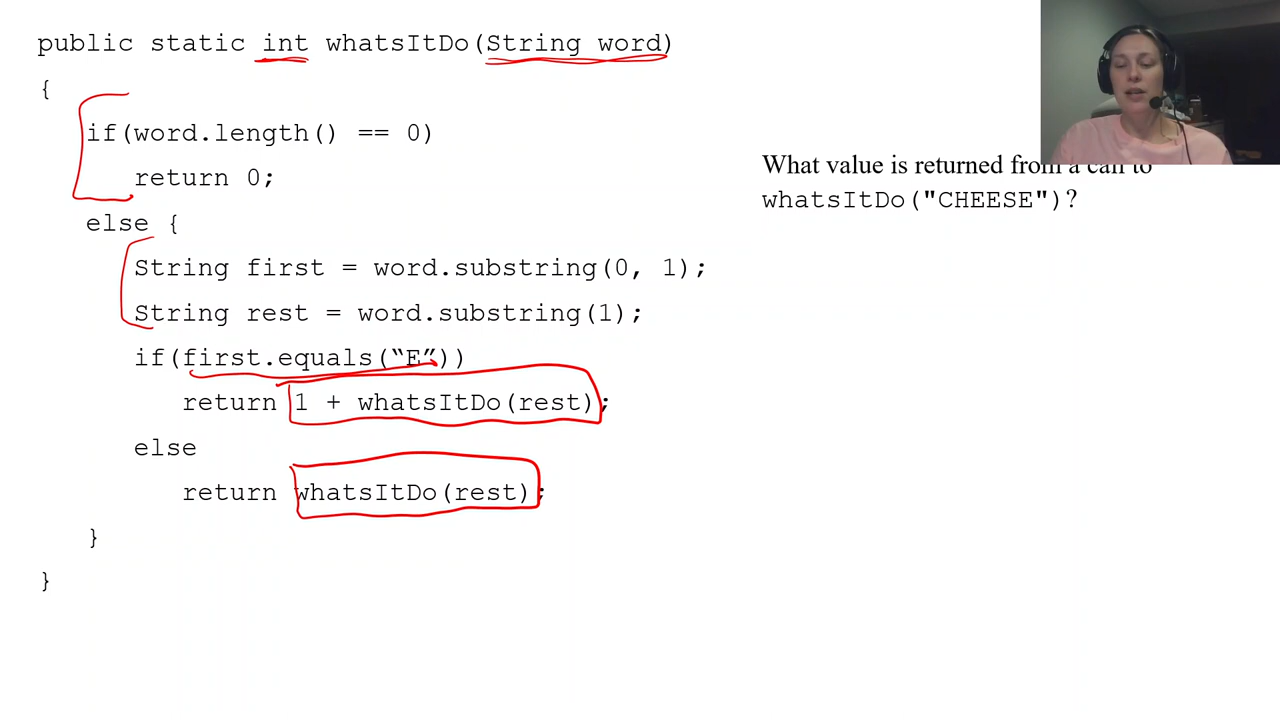 public static int whatsItDo(String word)
{
if(word.length() == 0)
return 0;
else {
String first = word.substring(0, 1);
String rest = word.substring(1);
if(first.equals(“E”))
return 1 + whatsItDo(rest);
else
return whatsItDo(rest);
}
}
What value is returned from a call to
whatsItDo("CHEESE")?